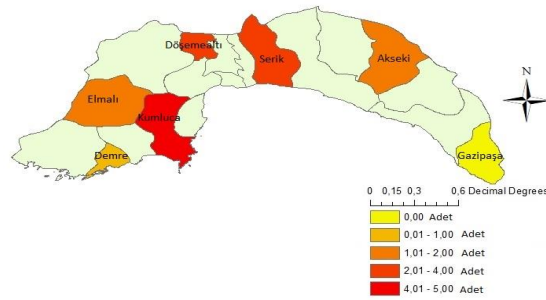 Döşemealtı
Serik
Akseki
Elmalı
Kumluca
Demre
Gazipaşa
N
0 0,15 0,3 0,6 Decimal Degrees
0,00 Adet
0,01 - 1,00 Adet
1,01 - 2,00 Adet
2,01 - 4,00 Adet
4,01 - 5,00 Adet